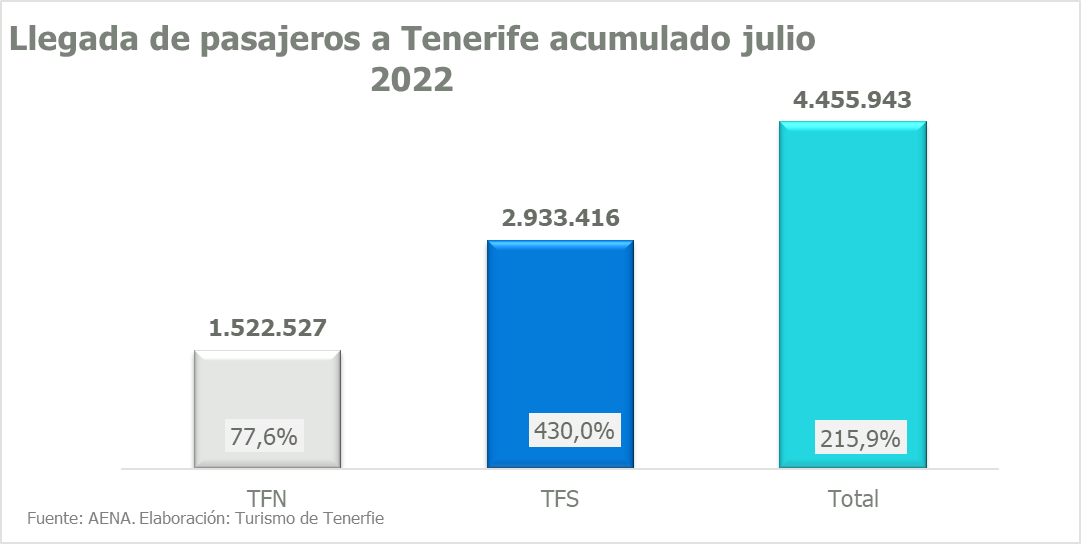 Llegada de pasajeros a Tenerife acumulado julio
2022
4.455.943
2.933.416
1.522.527
77,6%
430,0%
215,9%
TFN
TFS
Total
Fuente: AENA. Elaboración: Turismo de Tenerfie